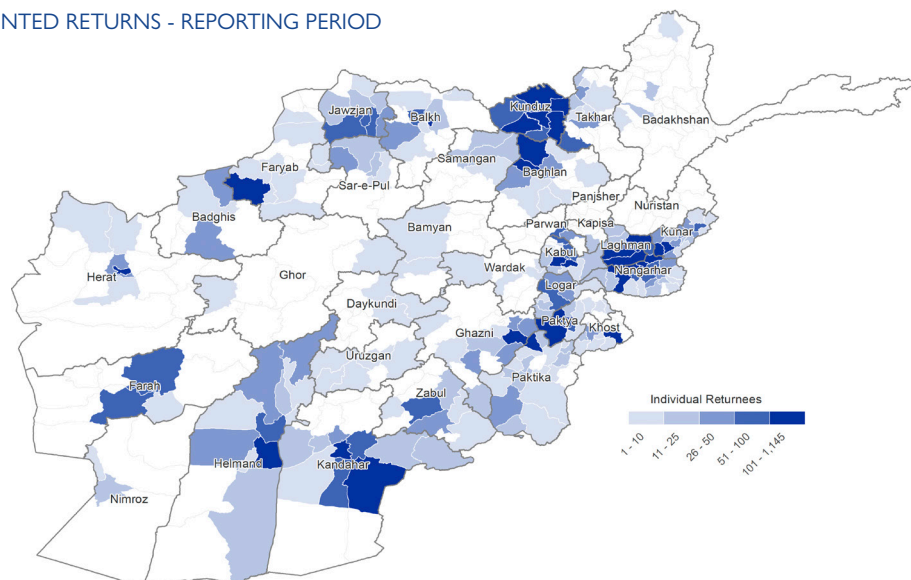 NTED RETURNS - REPORTING PERIOD
Jawzjan
Balkh
Kunduz
Takhar
Badakhshan
Faryab
Samangan
Baghlan
Sar-e-Pul
Panjsher
Nuristan
Badghis
Bamyan
Parwan
Kapisa
Kunar
Laghman
Kabul
Herat
Ghor
Wardak
Nangarhar
Logar
Daykundi
Paktya
Khost
Ghazni
Uruzgan
Paktika
Farah
Zabul
Helmand
Kandahar
Nimroz
Individual Returnees
1 - 10
11 - 25
26 - 50
51 - 100
101 - 1,145